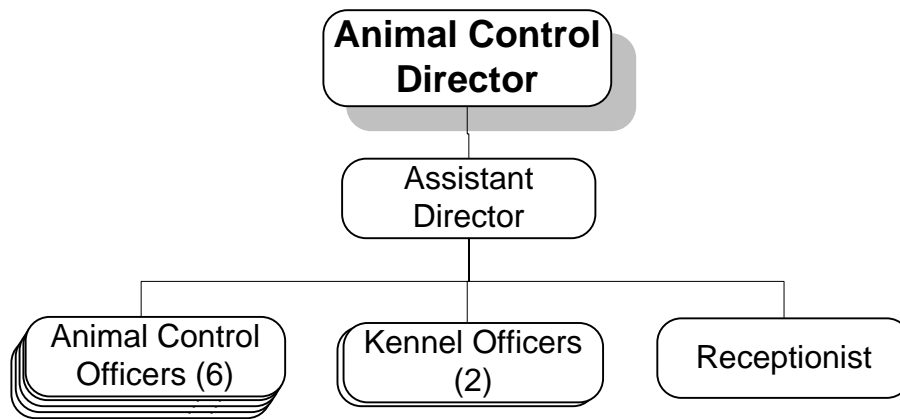 Animal Control
Director
Assistant
Director
Animal Control
Officers (6)
Kennel Officers
(2)
Receptionist